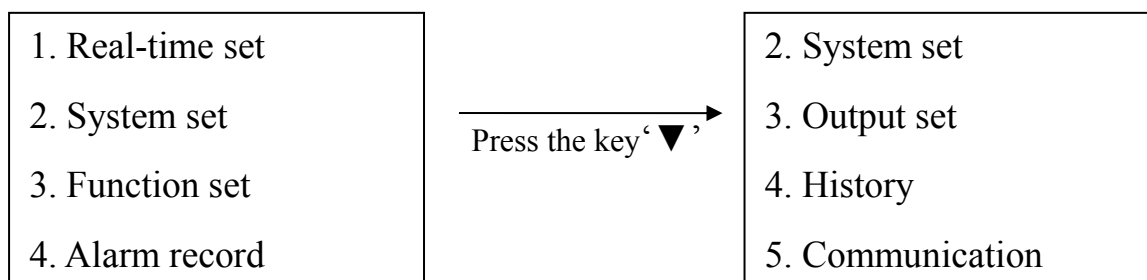 1. Real-time set
2. System set
3. Function set
4. Alarm record
Press the key‘▼’
2. System set
3. Output set
4. History
5. Communication